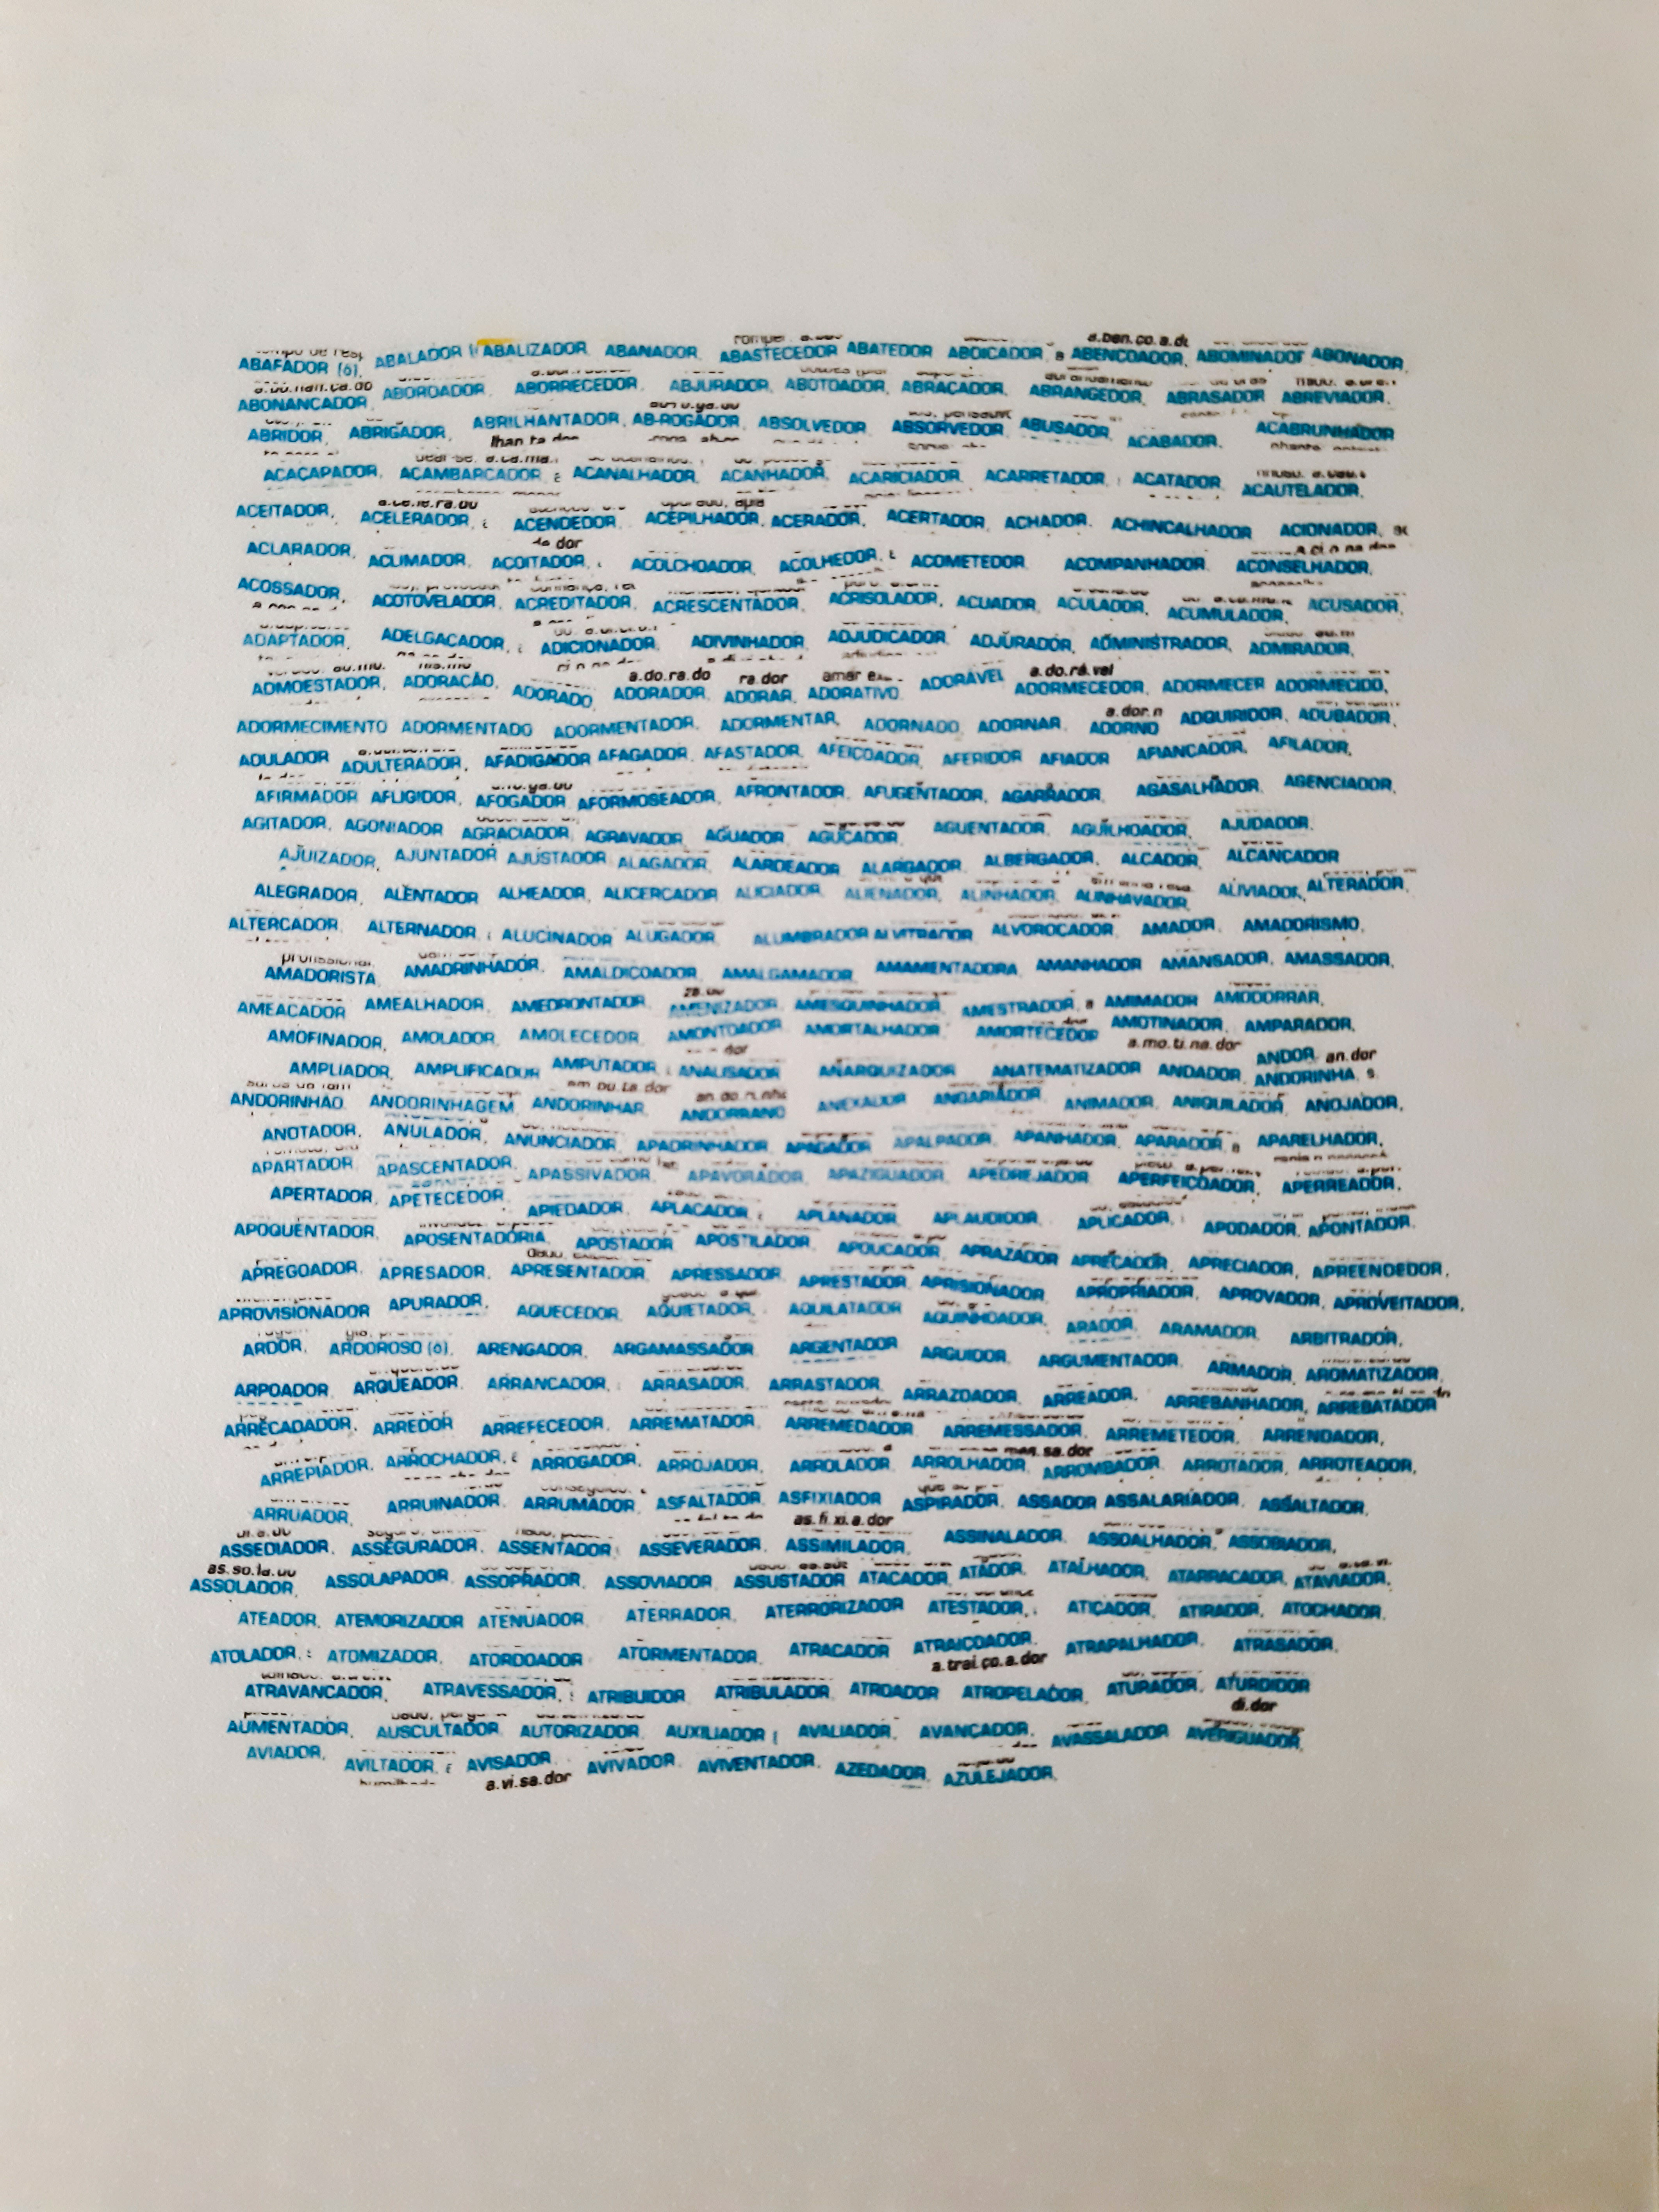 ABAFADOR (ô), ABALADOR ABALIZADOR, ABANADOR, ABASTECEDOR ABATEDOR ABDICADOR, ABENÇOADOR, ABOMINADOR ABONADOR,
a.ben.ço.a.d
ABONANÇADOR, ABORDADOR, ABORRECEDOR, ABJURADOR, ABOTOADOR, ABRAÇADOR, ABRANGEDOR, ABRASADOR ABREVIADOR,
ABRIDOR, ABRIGADOR, ABRILHANTADOR, AB-ROGADOR, ABSOLVEDOR, ABSORVEDOR, ABUSADOR, ACABADOR, ACABRUNHADOR
lhan.ta.dor
ACAÇAPADOR, ACAMBARCADOR, ACANALHADOR, ACANHADOR, ACARICIADOR, ACARRETADOR, ACATADOR, ACAUTELADOR,
ACEITADOR, ACELERADOR, ACENDEDOR, ACEPILHADOR, ACERADOR, ACERTADOR, ACHADOR, ACHINCALHADOR ACIONADOR,
ACLARADOR, ACLIMADOR, ACOITADOR, ACOLCHOADOR, ACOLHEDOR, ACOMETEDOR ACOMPANHADOR, ACONSELHADOR,
ACOSSADOR, ACOTOVELADOR, ACREDITADOR, ACRESCENTADOR, ACRISOLADOR, ACUADOR, ACULADOR, ACUMULADOR, ACUSADOR,
ADAPTADOR, ADELGAÇADOR, ADICIONADOR, ADIVINHADOR ADJUDICADOR, ADJURADOR, ADMINISTRADOR, ADMIRADOR,
a.do.ra.do ra.dor amar a.do.rá.vel
ADMOESTADOR, ADORAÇÃO, ADORADO, ADORADOR, ADORAR, ADORATIVO, ADORÁVEL ADORMECEDOR, ADORMECER ADORMECIDO,
a.dor.n
ADORMECIMENTO ADORMENTADO ADORMENTADOR, ADORMENTAR, ADORNADO, ADORNAR, ADORNO ADQUIRIDOR, ADUBADOR,
ADULADOR ADULTERADOR, AFADIGADOR AFAGADOR, AFASTADOR, AFEIÇOADOR, AFERIDOR AFIADOR AFIANÇADOR, AFILADOR,
AFIRMADOR AFLIGIDOR, AFOGADOR, AFORMOSEADOR, AFRONTADOR, AFUGENTADOR, AGARRADOR, AGASALHADOR, AGENCIADOR,
AGITADOR, AGONIADOR AGRACIADOR, AGRAVADOR, AGUADOR AGUÇADOR, AGUENTADOR, AGUILHOADOR, AJUDADOR,
AJUIZADOR, AJUNTADOR AJUSTADOR ALAGADOR, ALARDEADOR ALARGADOR, ALBERGADOR, ALÇADOR, ALCANÇADOR
ALEGRADOR, ALENTADOR ALHEADOR, ALICERÇADOR ALICIADOR, ALIENADOR, ALINHADOR, ALINHAVADOR, ALIVIADOR, ALTERADOR,
ALTERCADOR, ALTERNADOR, ALUCINADOR ALUGADOR, ALUMBRADOR ALVITRADOR, ALVOROÇADOR, AMADOR, AMADORISMO,
AMADORISTA, AMADRINHADOR, AMALDIÇOADOR, AMALGAMADOR, AMAMENTADORA, AMANHADOR AMANSADOR, AMASSADOR,
AMEAÇADOR AMEALHADOR, AMEDRONTADOR, AMENIZADOR, AMESQUINHADOR, AMESTRADOR, AMIMADOR AMODORRAR,
AMOFINADOR, AMOLADOR, AMOLECEDOR, AMONTOADOR AMORTALHADOR AMORTECEDOR AMOTINADOR, AMPARADOR,
a.mo.ti.na.dor
AMPLIADOR, AMPLIFICADOR AMPUTADOR, ANALISADOR ANARQUIZADOR ANATEMATIZADOR ANDADOR, ANDOR, an.dor ANDORINHA,
ANDORINHÃO, ANDORINHAGEM, ANDORINHAR, ANDORRANO ANEXADOR ANGARIADOR, ANIMADOR, ANIQUILADOR, ANOJADOR,
ANOTADOR, ANULADOR, ANUNCIADOR APADRINHADOR, APAGADOR APALPADOR, APANHADOR, APARADOR, APARELHADOR,
APARTADOR APASCENTADOR, APASSIVADOR, APAVORADOR, APAZIGUADOR, APEDREJADOR APERFEIÇOADOR, APERREADOR,
APERTADOR, APETECEDOR, APIEDADOR, APLACADOR, APLANADOR, APLAUDIDOR, APLICADOR, APODADOR, APONTADOR,
APOQUENTADOR, APOSENTADORIA, APOSTADOR APOSTILADOR, APOUCADOR, APRAZADOR APREÇADOR, APRECIADOR, APREENDEDOR,
APREGOADOR, APRESADOR, APRESENTADOR, APRESSADOR, APRESTADOR, APRISIONADOR, APROPRIADOR, APROVADOR, APROVEITADOR,
APROVISIONADOR APURADOR, AQUECEDOR, AQUIETADOR, AQUILATADOR AQUINHOADOR, ARADOR, ARAMADOR, ARBITRADOR,
ARDOR, ARDOROSO (ô), ARENGADOR, ARGAMASSADOR, ARGENTADOR, ARGUIDOR, ARGUMENTADOR, ARMADOR, AROMATIZADOR,
ARPOADOR, ARQUEADOR, ARRANCADOR, ARRASADOR, ARRASTADOR, ARRAZOADOR, ARREADOR, ARREBANHADOR, ARREBATADOR
ARRECADADOR, ARREDOR ARREFECEDOR, ARREMATADOR, ARREMEDADOR ARREMESSADOR, ARREMETEDOR, ARRENDADOR,
men.sa.dor
ARREPIADOR, ARROCHADOR, ARROGADOR, ARROJADOR, ARROLADOR, ARROLHADOR, ARROMBADOR, ARROTADOR, ARROTEADOR,
ARRUADOR, ARRUINADOR, ARRUMADOR, ASFALTADOR, ASFIXIADOR ASPIRADOR, ASSADOR ASSALARIADOR, ASSALTADOR,
as.fi.xi.a.dor
ASSEDIADOR, ASSEGURADOR, ASSENTADOR, ASSEVERADOR, ASSIMILADOR, ASSINALADOR, ASSOALHADOR, ASSOBIADOR,
ASSOLADOR, ASSOLAPADOR, ASSOPRADOR, ASSOVIADOR, ASSUSTADOR ATACADOR, ATADOR, ATALHADOR, ATARRACADOR, ATAVIADOR,
ATEADOR, ATEMORIZADOR ATENUADOR, ATERRADOR, ATERRORIZADOR ATESTADOR, ATIÇADOR, ATIRADOR, ATOCHADOR,
ATOLADOR, ATOMIZADOR, ATORDOADOR ATORMENTADOR, ATRACADOR ATRAIÇOADOR, ATRAPALHADOR, ATRASADOR,
a.trai.ço.a.dor
ATRAVANCADOR, ATRAVESSADOR, ATRIBUIDOR, ATRIBULADOR ATROADOR ATROPELADOR, ATURADOR, ATURDIDOR
di.dor
AUMENTADOR, AUSCULTADOR, AUTORIZADOR, AUXILIADOR AVALIADOR, AVANÇADOR, AVASSALADOR AVERIGUADOR,
AVIADOR, AVILTADOR, AVISADOR, AVIVADOR, AVIVENTADOR, AZEDADOR, AZULEJADOR,
a.vi.sa.dor